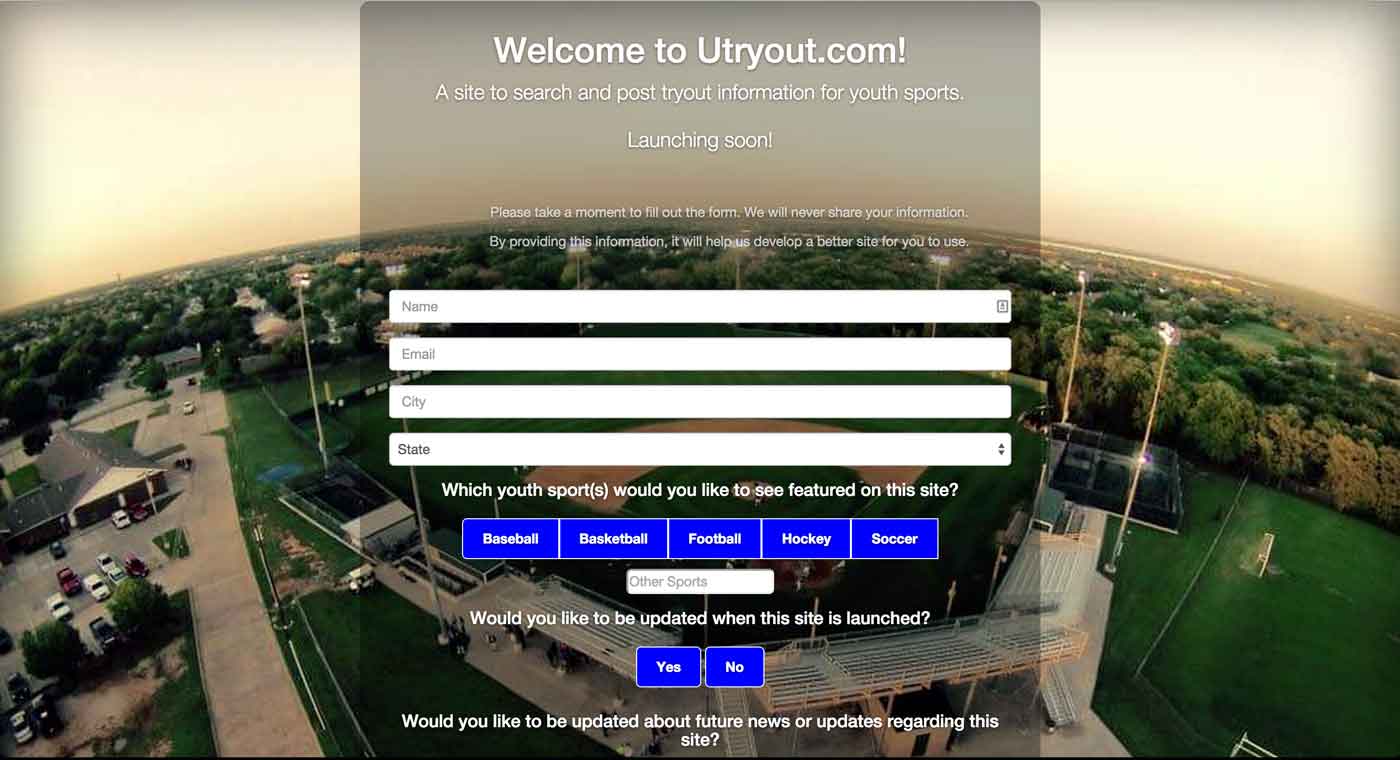 Welcome to Utryout.com!
A site to search and post tryout information for youth sports.
Launching soon!
Please take a moment to fill out the form. We will never share your information.
By providing this information, it will help us develop a better site for you to use.
Name
Email
City
State
Which youth sport(s) would you like to see featured on this site?
Baseball Basketball Football Hockey Soccer
Other Sports
Would you like to be updated when this site is launched?
Yes No
Would you like to be updated about future news or updates regarding this
site?